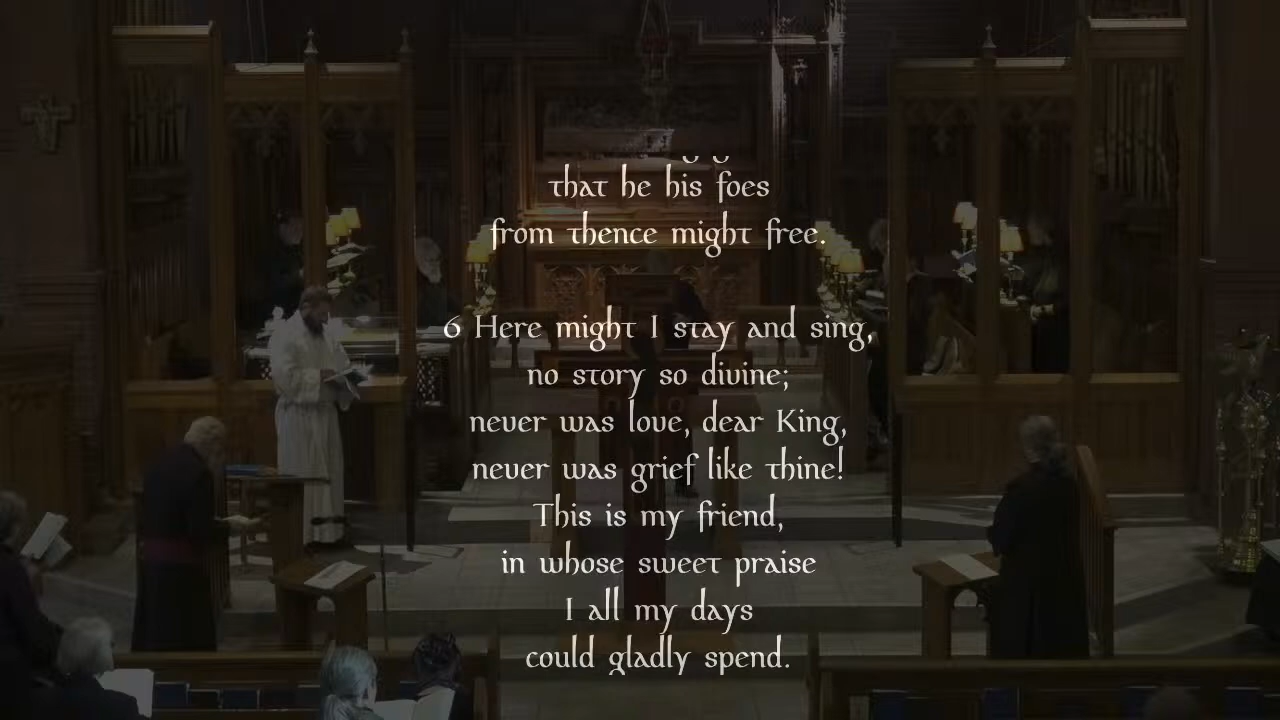 that he his foes
from thence might free.
6 Here might I stay and sing,
no story so divine;
never was love, dear King,
never was grief like thine!
This is my friend,
in whose sweet praise
I all my days
could gladly spend.